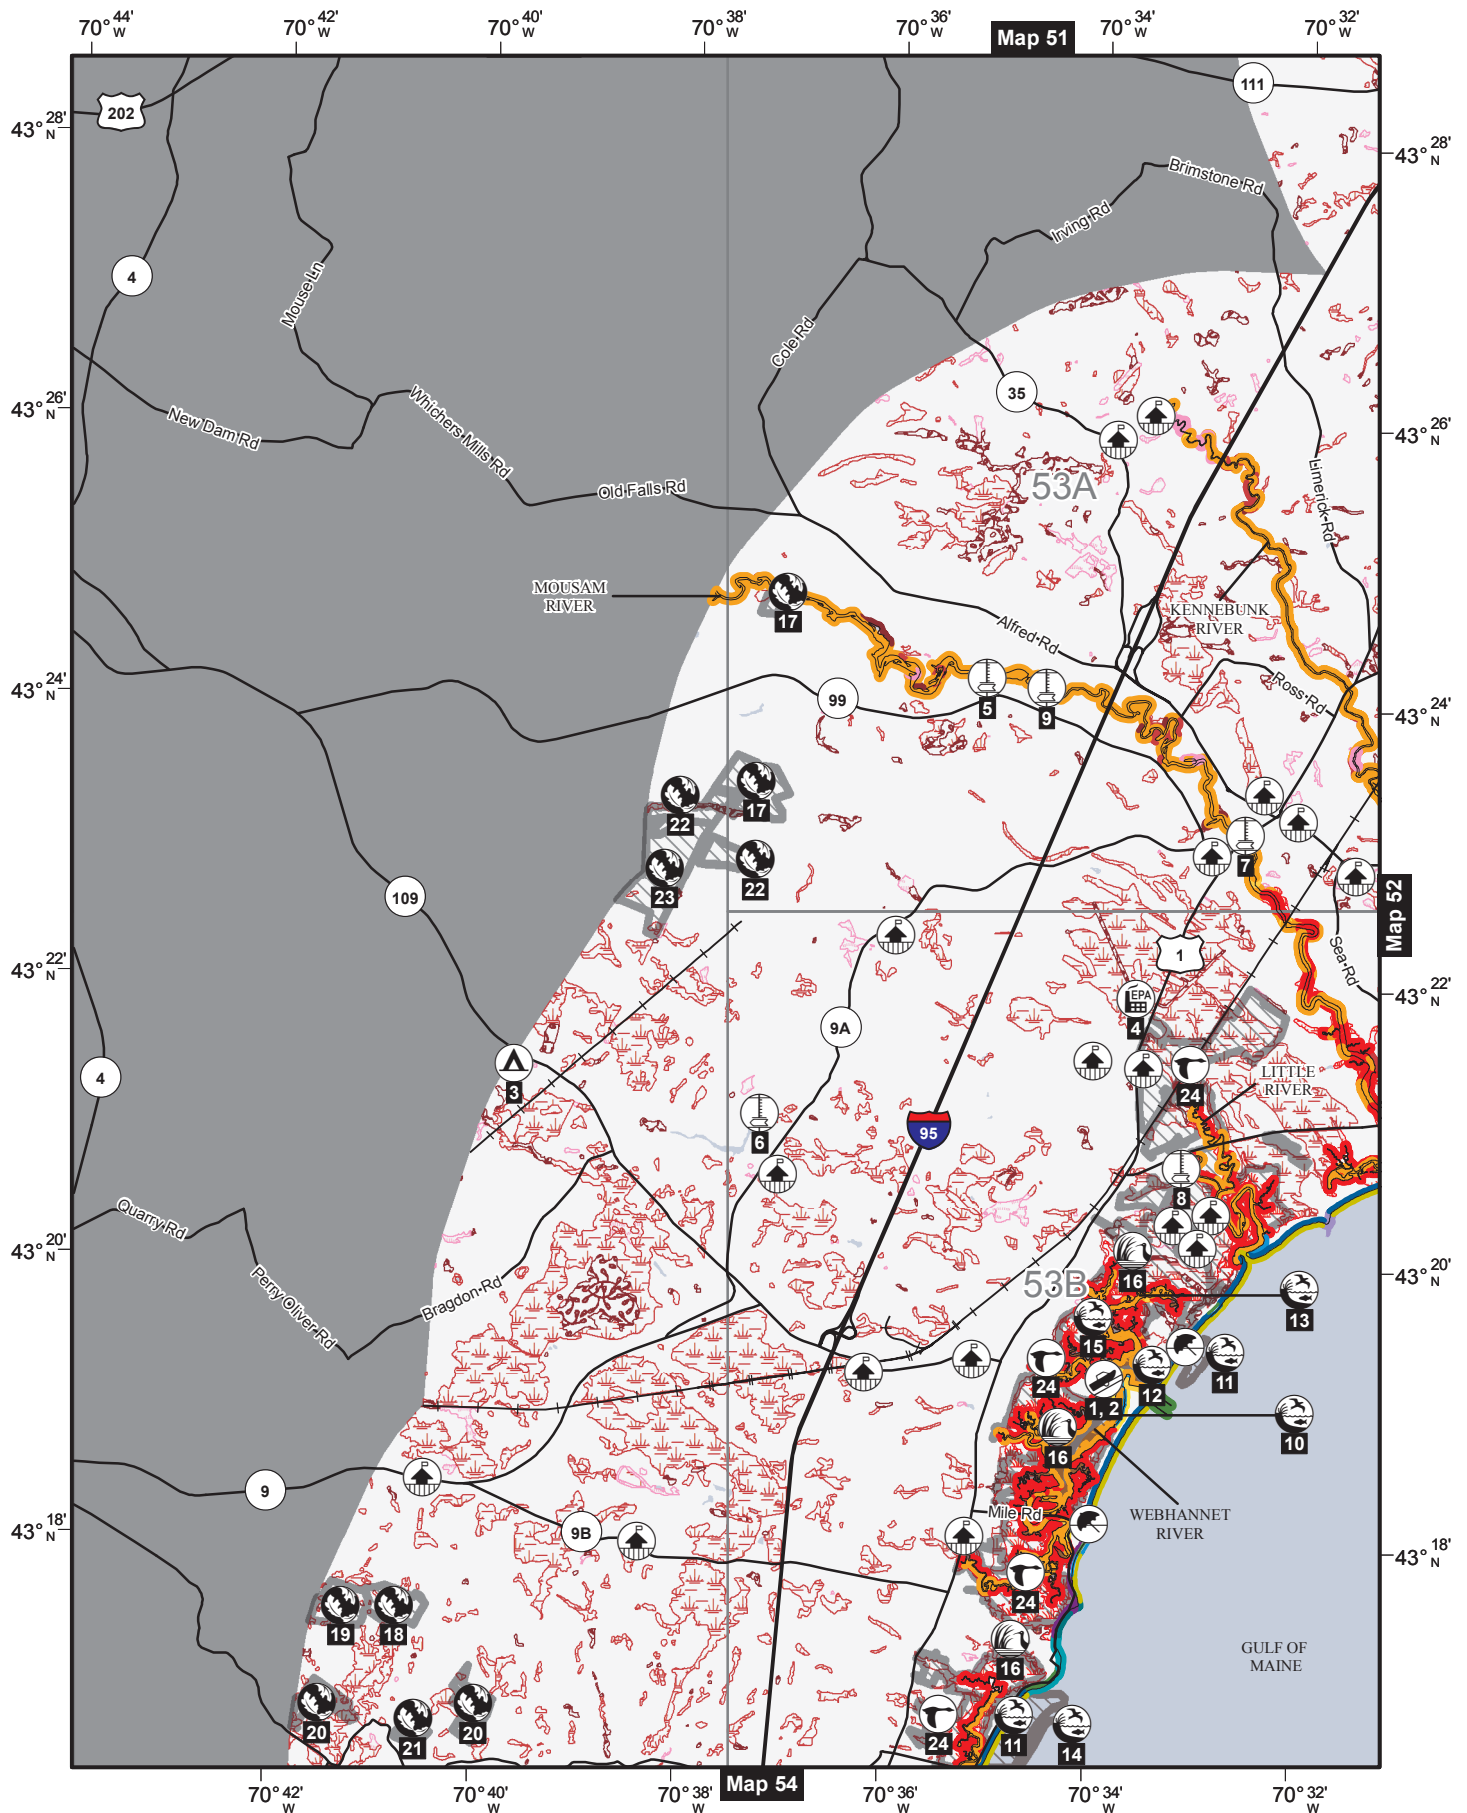 70° 44' W
70° 42' W
70° 40' W
70° 38' W
70° 36' W
70° 34' W
70° 32' W
Map 51
202
111
43° 28' N
43° 28' N
Brimstone Rd
Irving Rd
4
Mouse Ln
Cole Rd
35
43° 26' N
43° 26' N
New Dam Rd
Whichers Mills Rd
Old Falls Rd
53A
Limerick Rd
MOUSAM
RIVER
17
KENNEBUNK
RIVER
Alfred Rd
Ross Rd
43° 24' N
43° 24' N
99
5
9
22
17
23
22
7
109
Map 52
Sea Rd
1
43° 22' N
43° 22' N
EPA
4
9A
3
4
24
LITTLE
RIVER
6
95
8
Quarry Rd
43° 20' N
43° 20' N
Perry Oliver Rd
Bragdon Rd
53B
16
13
15
11
24
12
1, 2
10
16
9
9B
Mile Rd
WEBHANNET
RIVER
43° 18' N
43° 18' N
24
19
18
16
GULF OF
MAINE
20
21
20
24
11
14
Map 54
70° 42' W
70° 40' W
70° 38' W
70° 36' W
70° 34' W
70° 32' W